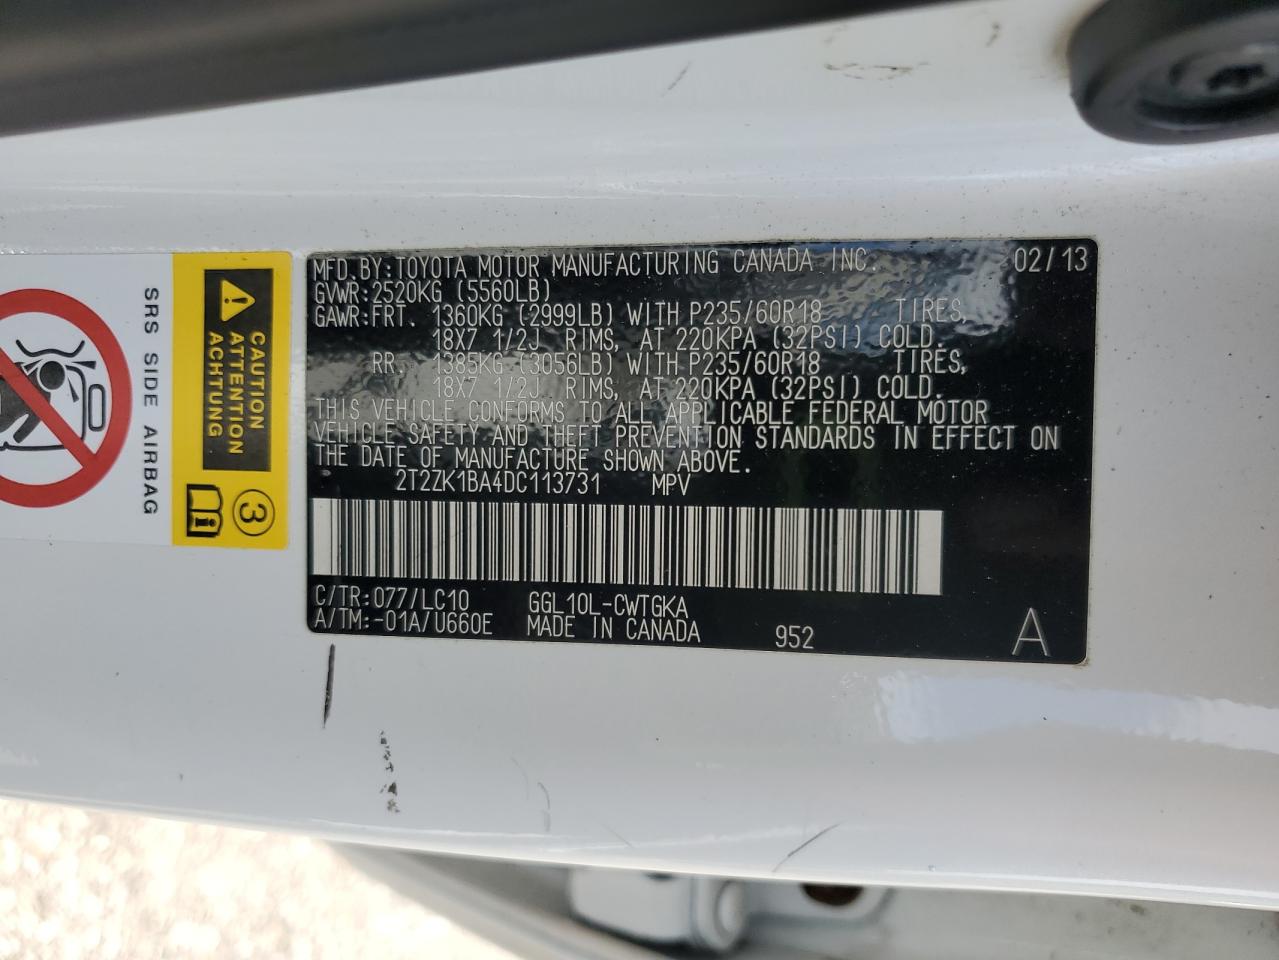 MFD. BY:TOYOTA MOTOR MANUFACTURING CANADA INC. 02/13
GVWR:2520KG (5560LB)
GAWR:FRT. 1360KG (2999LB) WITH P235/60R18 TIRES,
18X7 1/2J RIMS, AT 220KPA (32PSI) COLD.
RR. 1385KG (3056LB) WITH P235/60R18 TIRES,
18X7 1/2J RIMS, AT 220KPA (32PSI) COLD.
THIS VEHICLE CONFORMS TO ALL APPLICABLE FEDERAL MOTOR
VEHICLE SAFETY AND THEFT PREVENTION STANDARDS IN EFFECT ON
THE DATE OF MANUFACTURE SHOWN ABOVE.
2T2ZK1BA4DC113731 MPV
C/TR:077/LC10 GGL10L-CWTGKA
A/TM:-01A/U660E MADE IN CANADA 952 A
CAUTION
ATTENTION
ACHTUNG
3
SRS SIDE AIRBAG